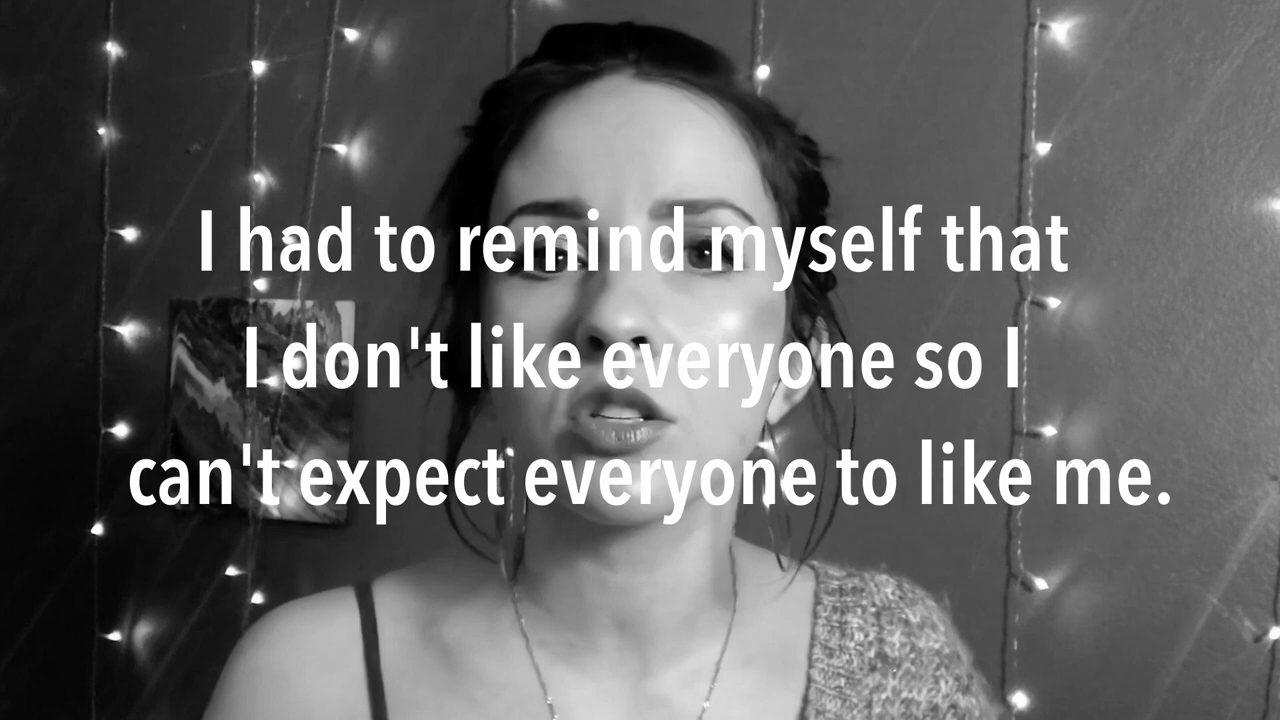 I had to remind myself that
I don't like everyone so I
can't expect everyone to like me.